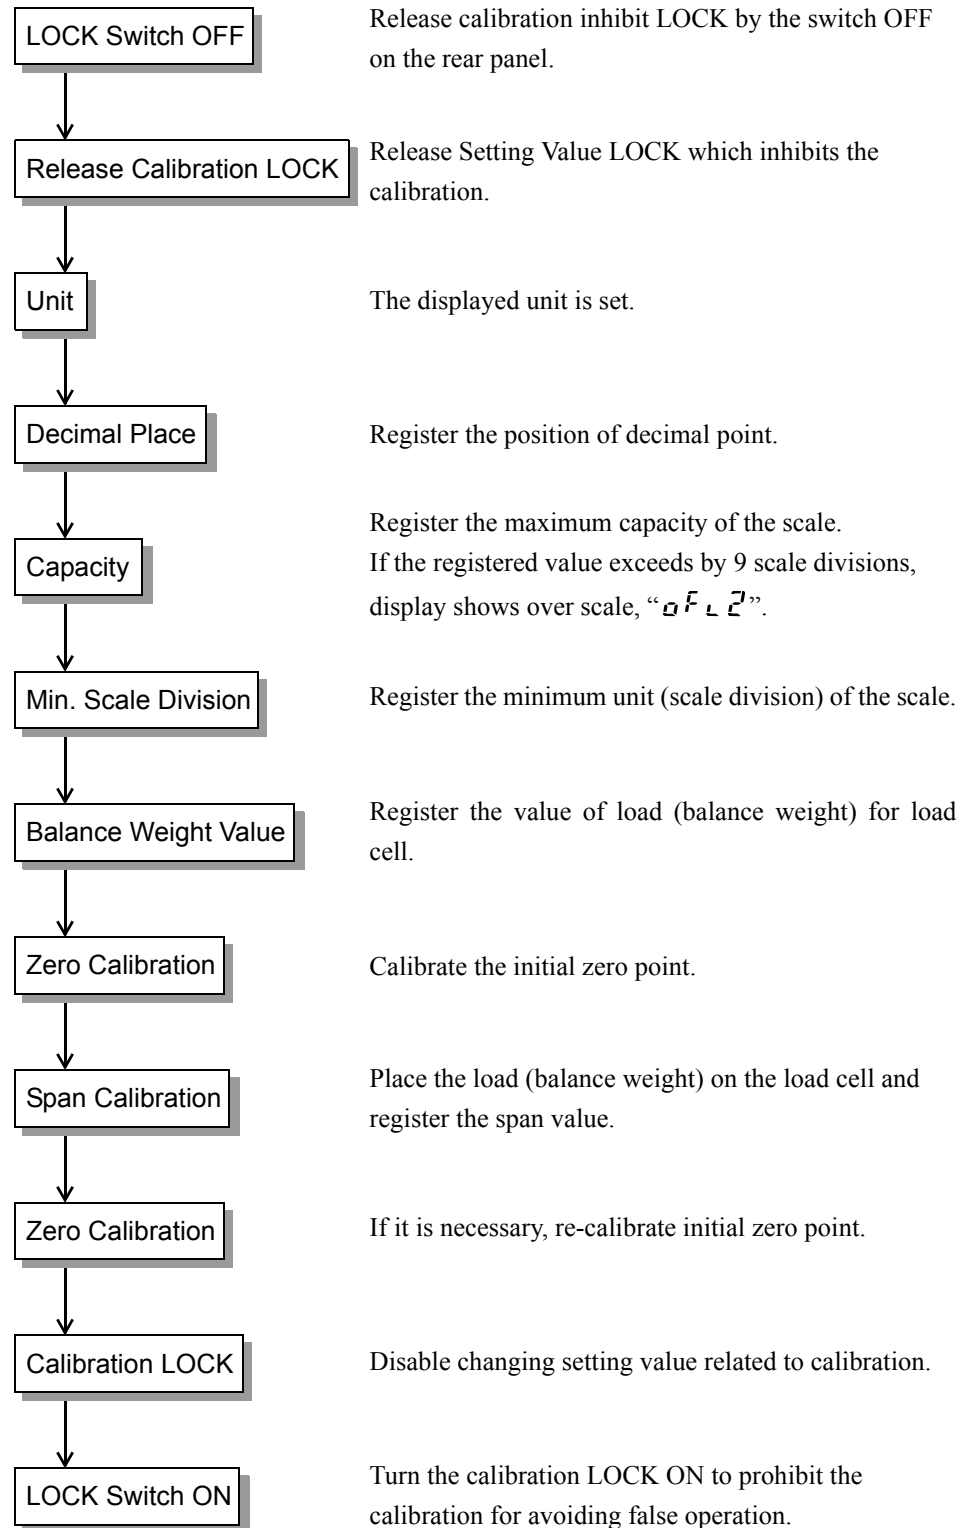 LOCK Switch OFF
Release calibration inhibit LOCK by the switch OFF
on the rear panel.
Release Calibration LOCK
Release Setting Value LOCK which inhibits the
calibration.
Unit
The displayed unit is set.
Decimal Place
Register the position of decimal point.
Capacity
Register the maximum capacity of the scale.
If the registered value exceeds by 9 scale divisions,
display shows over scale, “oFL2”.
Min. Scale Division
Register the minimum unit (scale division) of the scale.
Balance Weight Value
Register the value of load (balance weight) for load
cell.
Zero Calibration
Calibrate the initial zero point.
Span Calibration
Place the load (balance weight) on the load cell and
register the span value.
Zero Calibration
If it is necessary, re-calibrate initial zero point.
Calibration LOCK
Disable changing setting value related to calibration.
LOCK Switch ON
Turn the calibration LOCK ON to prohibit the
calibration for avoiding false operation.